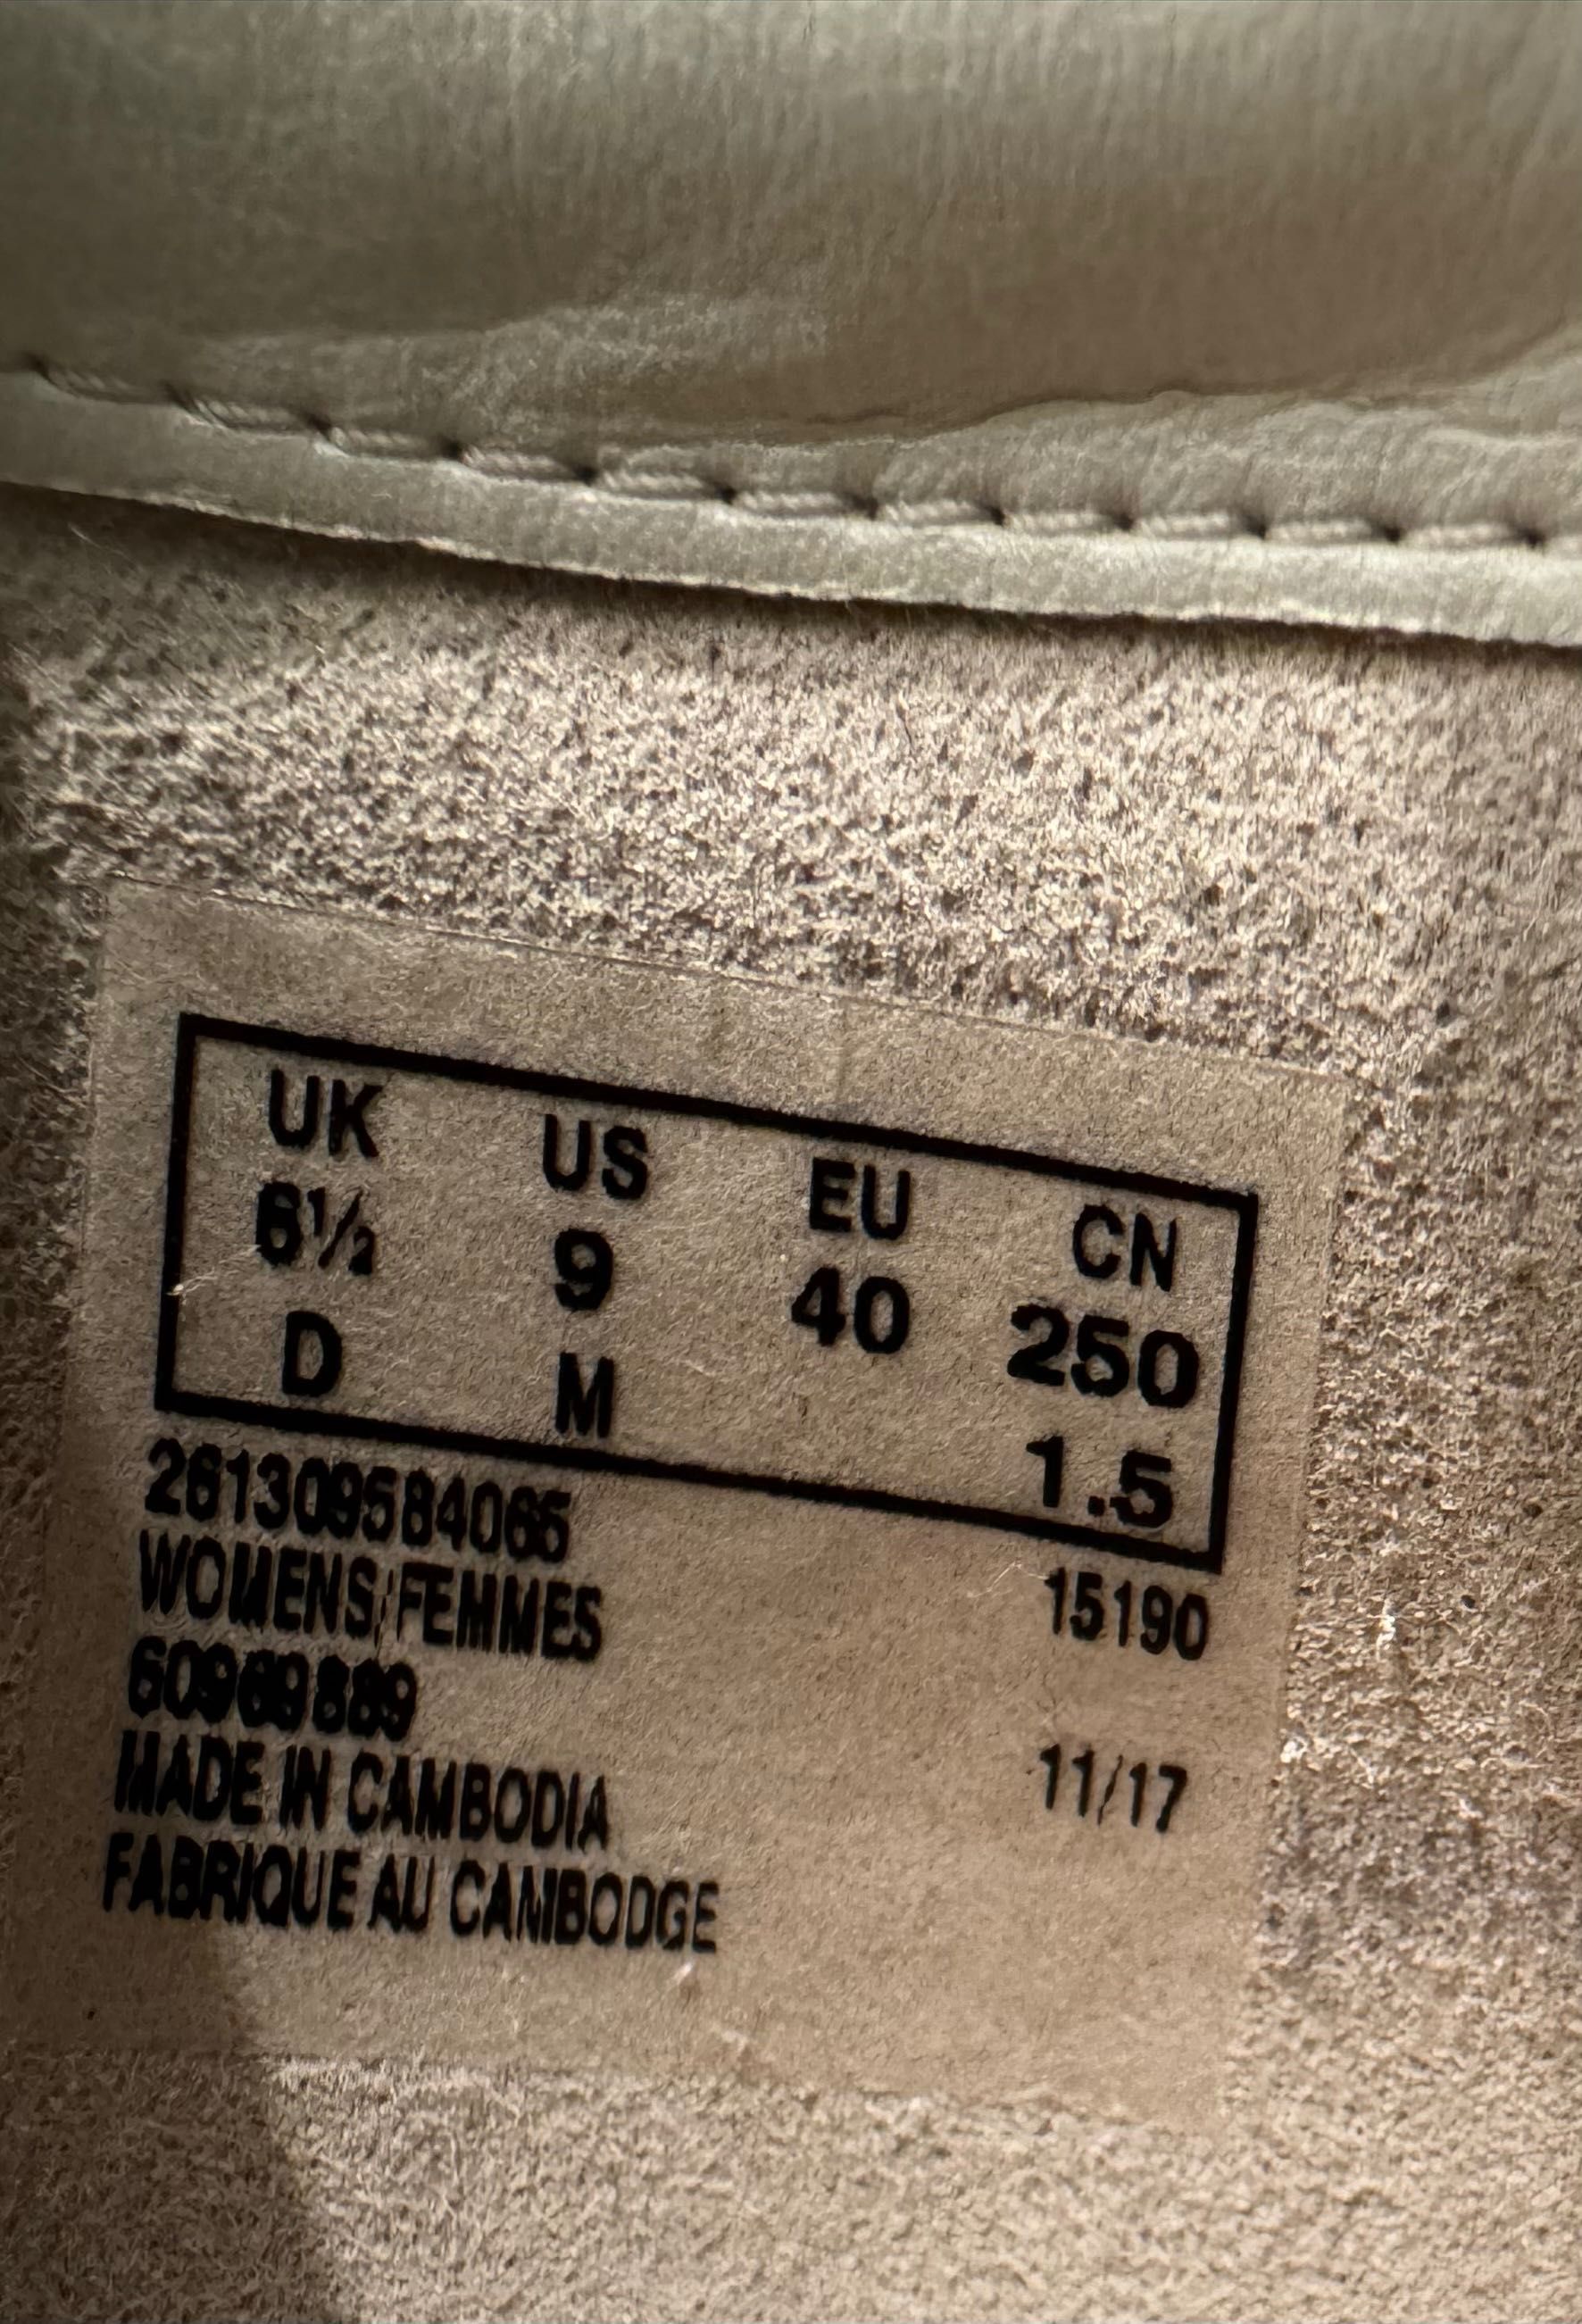 UK US EU CN
6½ 9 40 250
D M 1.5
261309584065
WOMENS/FEMMES 15190
60969889
MADE IN CAMBODIA 11/17
FABRIQUE AU CAMBODGE